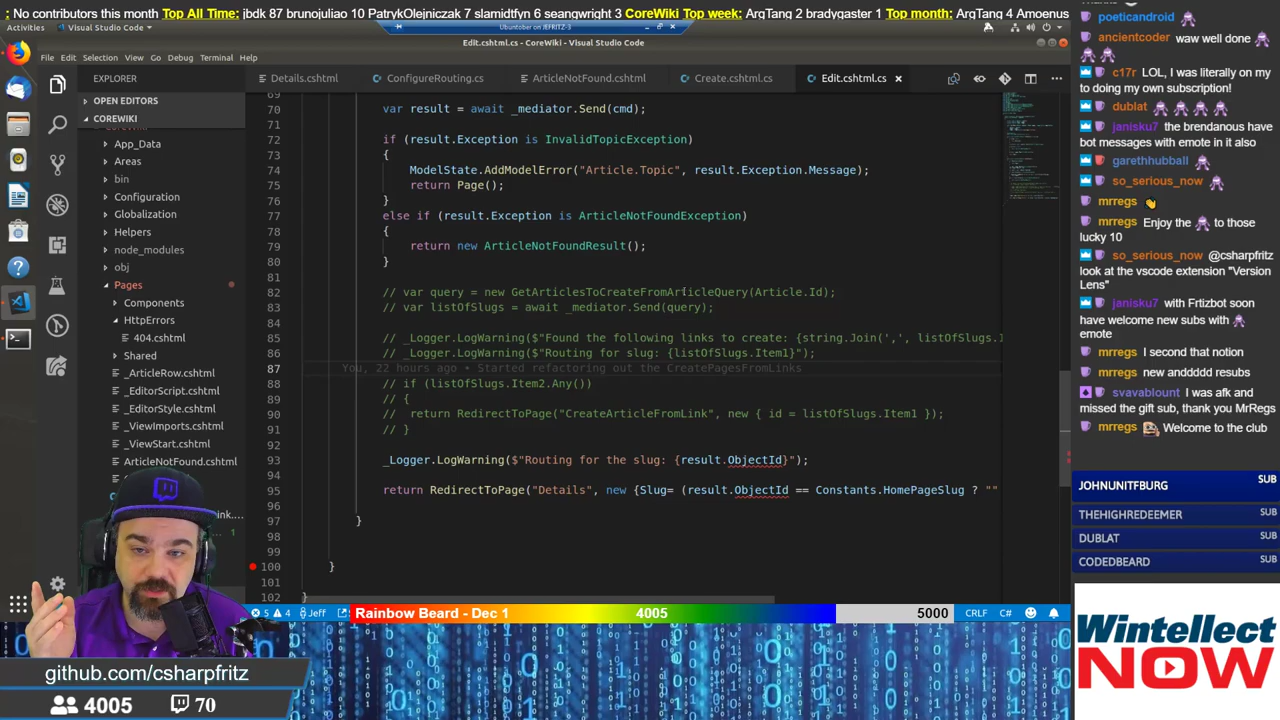 : No contributors this month Top All Time: jbdk 87 brunojuliao 10 PatrykOlejniczak 7 slamidtfyn 6 seangwright 3 CoreWiki Top week: ArgTang 2 bradygaster 1 Top month: ArgTang 4 Amoenus
Activities
Visual Studio Code
Ubuntober on JEFRITZ-3
Edit.cshtml.cs - CoreWiki - Visual Studio Code
File Edit Selection View Go Debug Terminal Help
EXPLORER
Details.cshtml
ConfigureRouting.cs
ArticleNotFound.cs
Create.cshtml.cs
Edit.cshtml.cs
OPEN EDITORS
COREWIKI
App_Data
Areas
bin
Configuration
Globalization
Helpers
node_modules
obj
Pages
Components
HttpErrors
404.cshtml
Shared
_ArticleRow.cshtml
_EditorScript.cshtml
_EditorStyle.cshtml
_ViewImports.cshtml
_ViewStart.cshtml
ArticleNotFound.cshtml
69
70 var result = await _mediator.Send(cmd);
71
72 if (result.Exception is InvalidTopicException)
73 {
74 ModelState.AddModelError("Article.Topic", result.Exception.Message);
75 return Page();
76 }
77 else if (result.Exception is ArticleNotFoundException)
78 {
79 return new ArticleNotFoundResult();
80 }
81
82 // var query = new GetArticlesToCreateFromArticleQuery(Article.Id);
83 // var listOfSlugs = await _mediator.Send(query);
84
85 // _Logger.LogWarning($"Found the following links to create: {string.Join(',', listOfSlugs.I
86 // _Logger.LogWarning($"Routing for slug: {listOfSlugs.Item1}");
87 You, 22 hours ago • Started refactoring out the CreatePagesFromLinks
88 // if (listOfSlugs.Item2.Any())
89 // {
90 // return RedirectToPage("CreateArticleFromLink", new { id = listOfSlugs.Item1 });
91 // }
92
93 _Logger.LogWarning($"Routing for the slug: {result.ObjectId}");
94
95 return RedirectToPage("Details", new {Slug= (result.ObjectId == Constants.HomePageSlug ? ""
96
97 }
98
99
100 }
101
102 }
5 4 Jeff
Rainbow Beard - Dec 1 4005 5000
CRLF C#
github.com/csharpfritz
4005 70
poeticandroid
ancientcoder waw well done
c17r LOL, I was literally on my
to doing my own subscription!
dublat
janisku7 the brendanous have
bot messages with emote in it also
garethhubball
so_serious_now
mrregs
mrregs Enjoy the to those
lucky 10
so_serious_now @csharpfritz
look at the vscode extension "Version
Lens"
janisku7 with Frtizbot soon
have welcome new subs with
emote
mrregs I second that notion
mrregs new anddddd resubs
svavablount I was afk and
missed the gift sub, thank you MrRegs
mrregs Welcome to the club
JOHNUNITFBURG SUB
THEHIGHREDEEMER SUB
DUBLAT SUB
CODEDBEARD SUB
Wintellect
NOW